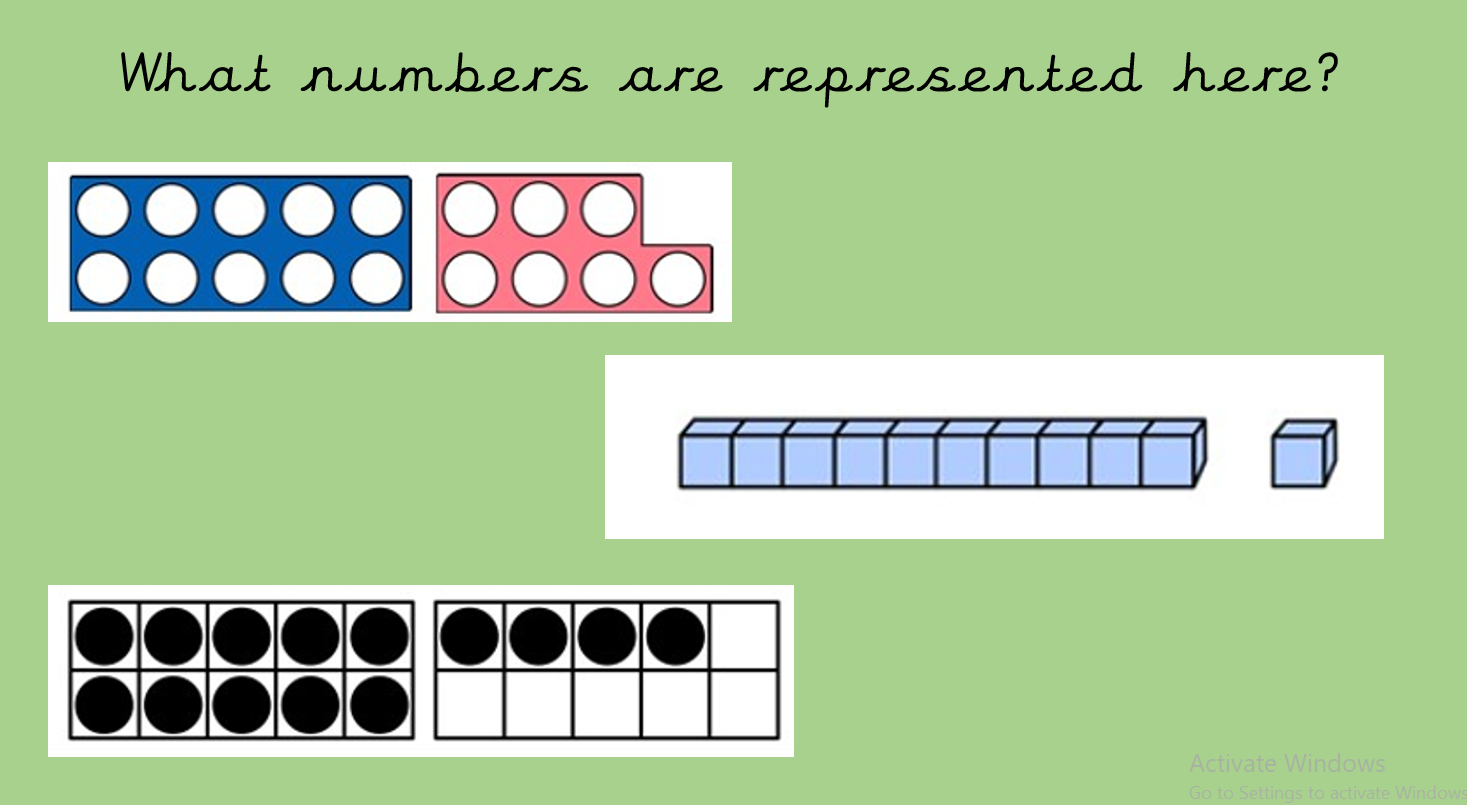 What numbers are represented here?
Activate Windows
Go to Settings to activate Windows